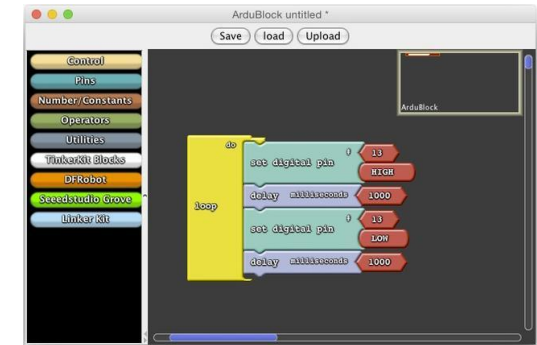 ArduBlock untitled *
Save load Upload
Control
Pins
Number/Constants
Operators
Utilities
TinkerKit Blocks
DFRobot
Seeedstudio Grove
Linker Kit
ArduBlock
do
set digital pin # 13
HIGH
delay milliseconds 1000
loop
set digital pin # 13
LOW
delay milliseconds 1000